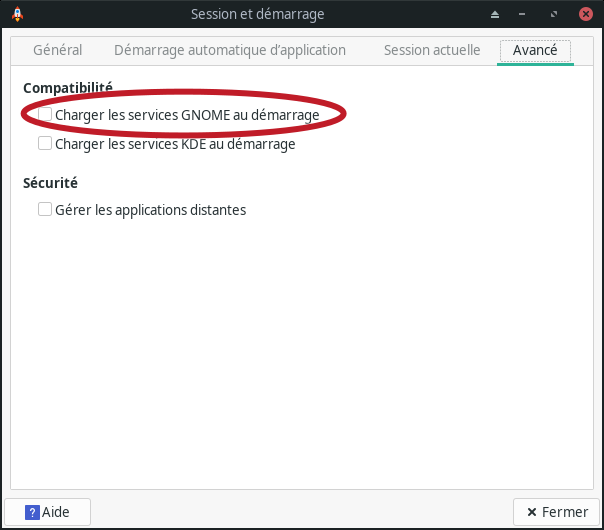 Session et démarrage
Général Démarrage automatique d'application Session actuelle Avancé
Compatibilité
Charger les services GNOME au démarrage
Charger les services KDE au démarrage
Sécurité
Gérer les applications distantes
? Aide
Fermer